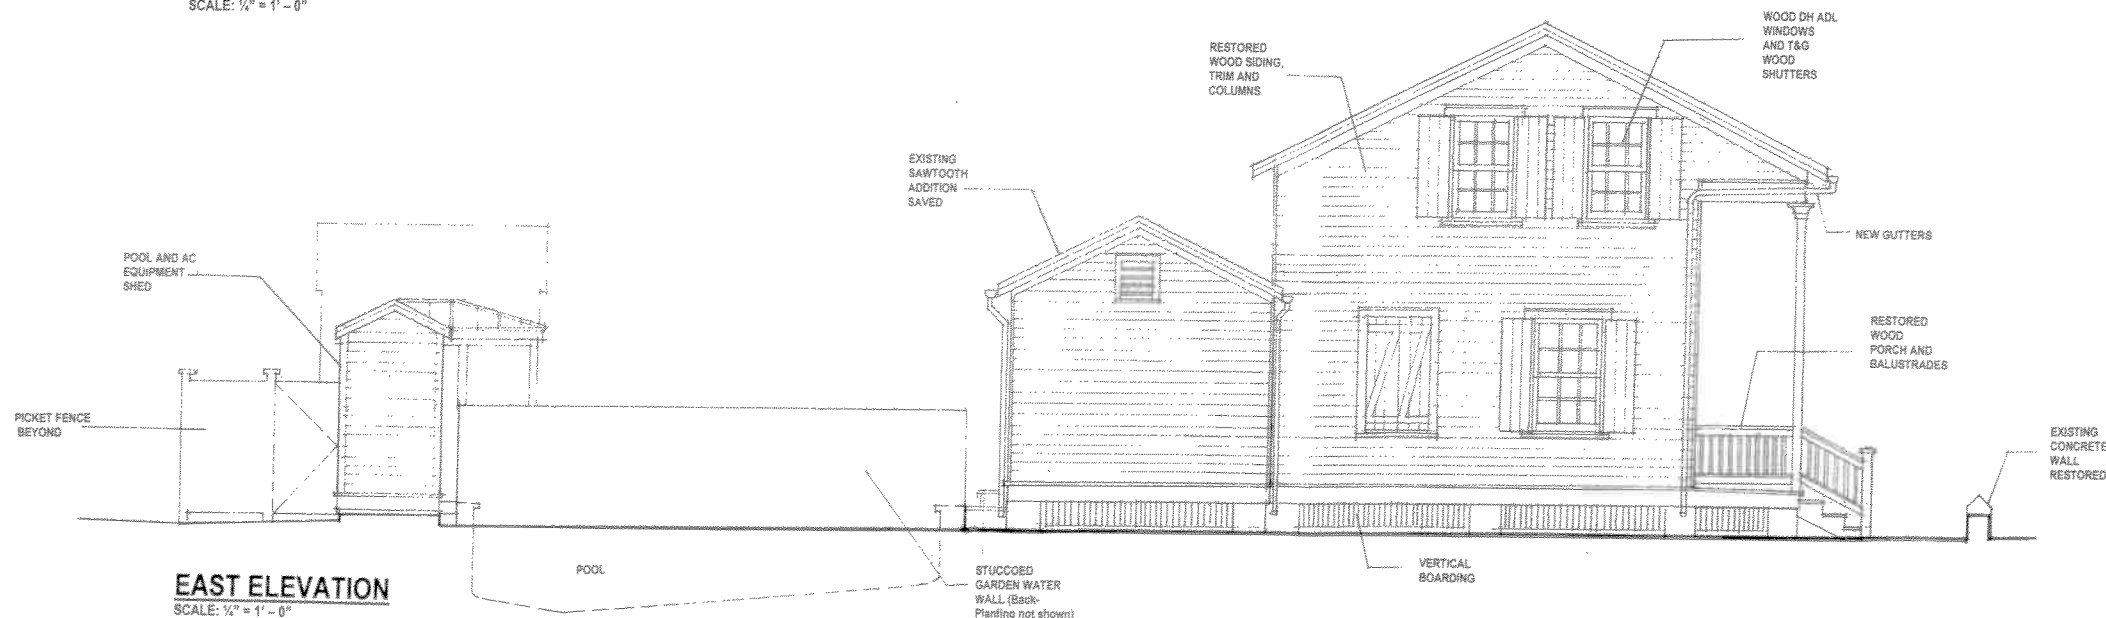 SCALE: ¼" = 1' – 0"
WOOD DH ADL
WINDOWS
AND T&G
WOOD
SHUTTERS
RESTORED
WOOD SIDING,
TRIM AND
COLUMNS
EXISTING
SAWTOOTH
ADDITION
SAVED
NEW GUTTERS
POOL AND AC
EQUIPMENT
SHED
RESTORED
WOOD
PORCH AND
BALUSTRADES
PICKET FENCE
BEYOND
EXISTING
CONCRETE
WALL
RESTORED
POOL
STUCCOED
GARDEN WATER
WALL (Back-
Planting not shown)
VERTICAL
BOARDING
EAST ELEVATION
SCALE: ¼" = 1' – 0"